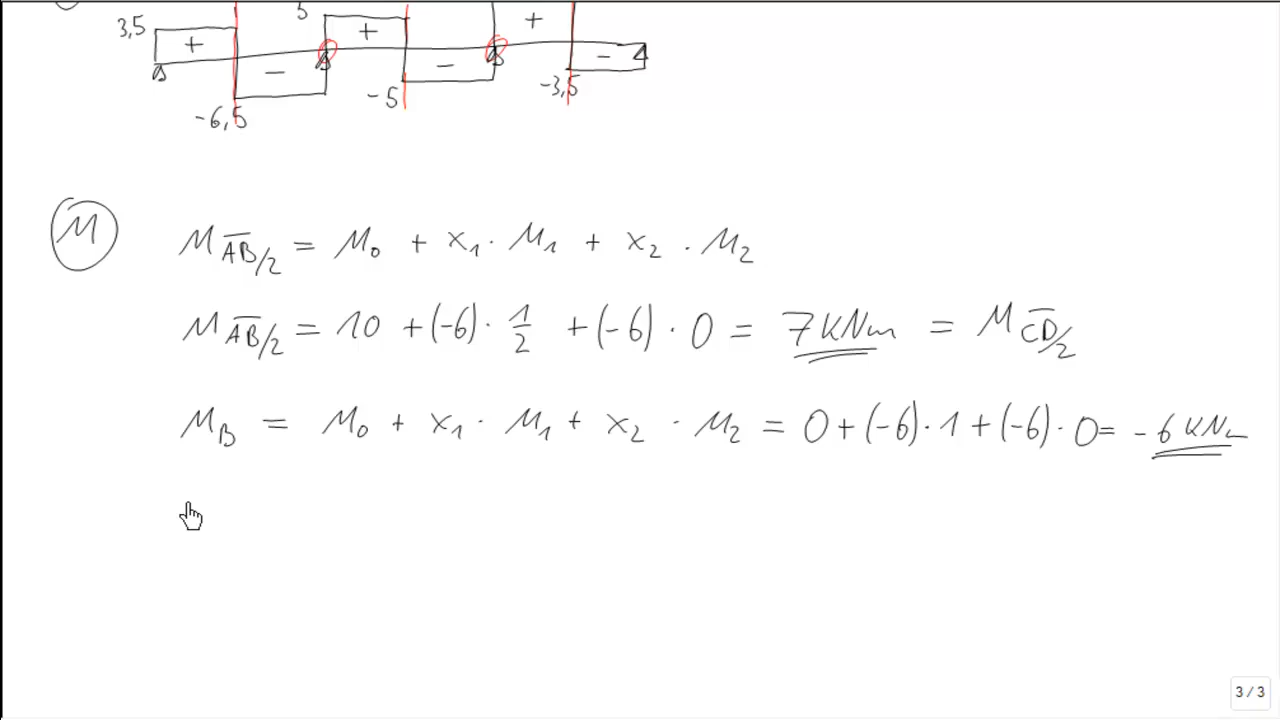 3,5 + 5 + +
- - -
-6,5 -5 -3,5
M
M AB/2 = M0 + x1 · M1 + x2 · M2
M AB/2 = 10 + (-6) · 1/2 + (-6) · 0 = 7 KNm = M CD/2
MB = M0 + x1 · M1 + x2 · M2 = 0 + (-6) · 1 + (-6) · 0 = -6 KNm
3 / 3